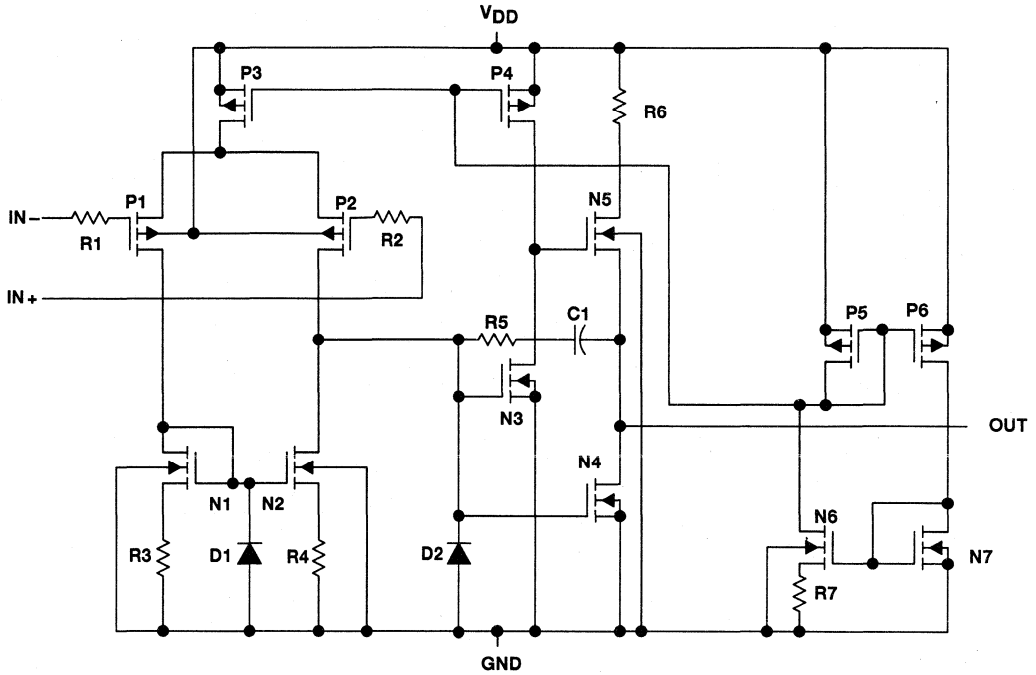 VDD
P3
P4
R6
P1
P2
N5
IN−
R1
R2
IN+
R5
C1
P5
P6
N3
OUT
N1
N2
N4
N6
N7
R3
D1
R4
D2
R7
GND